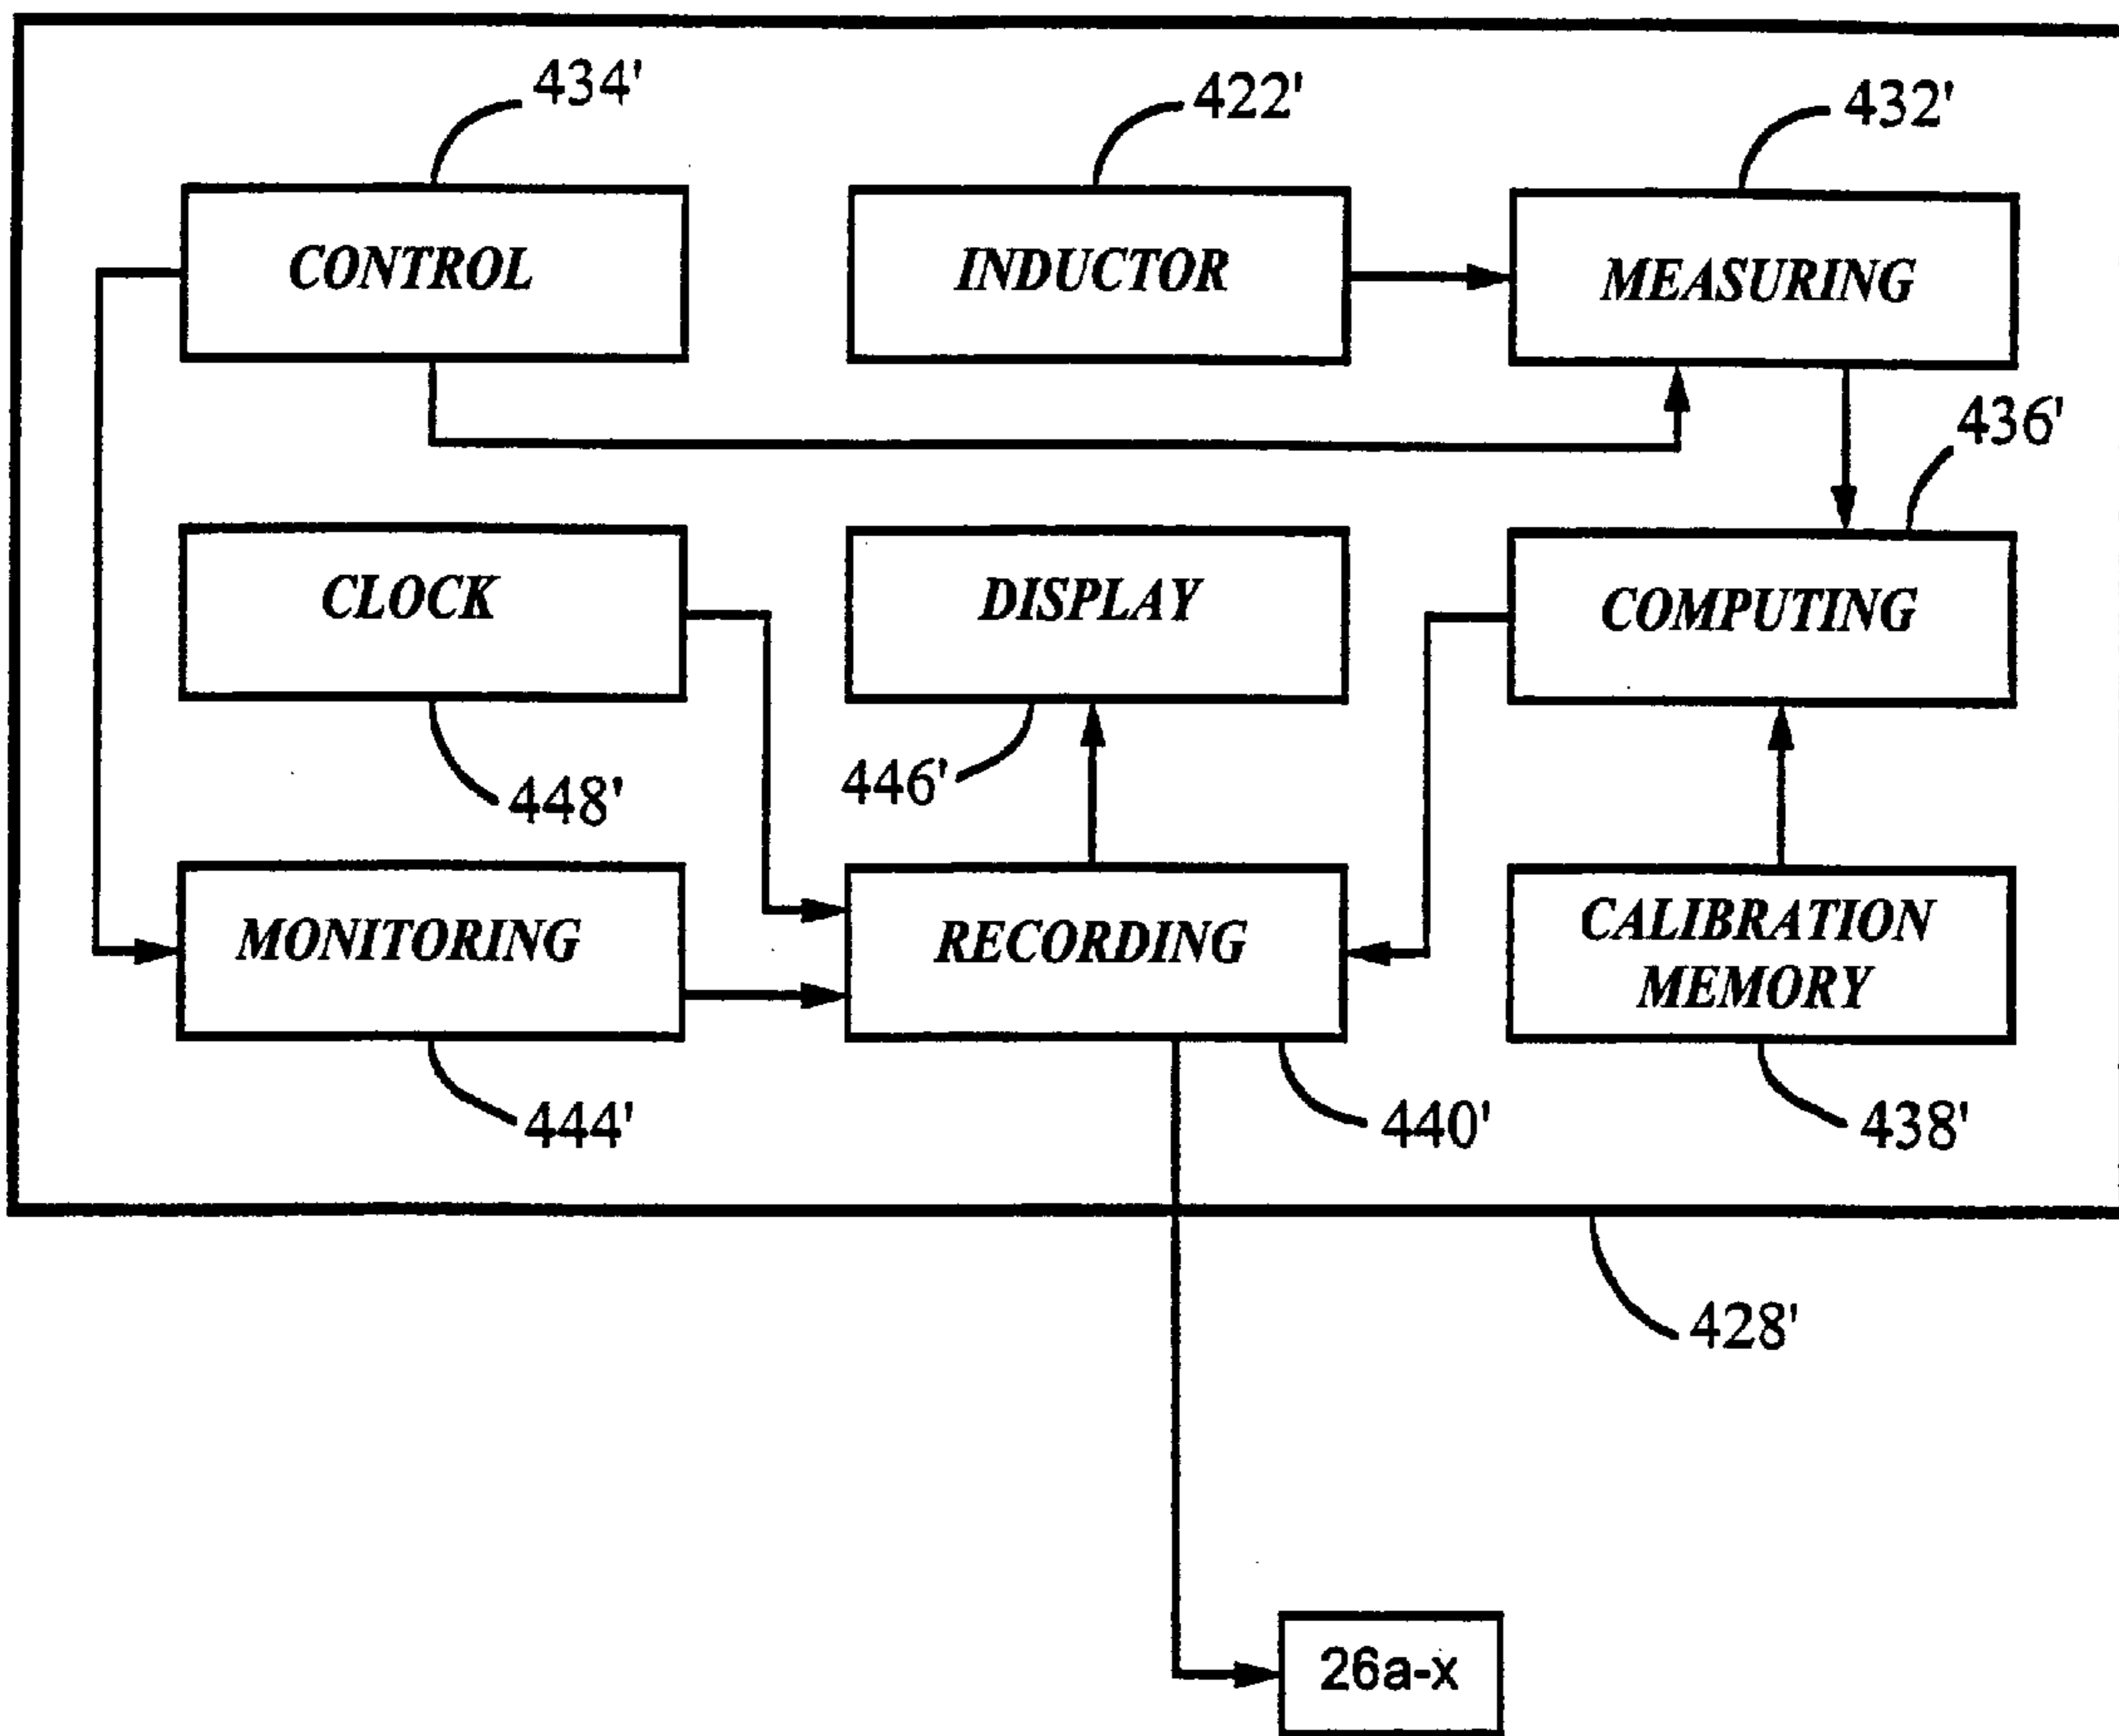 434'
422'
432'
CONTROL
INDUCTOR
MEASURING
436'
CLOCK
DISPLAY
COMPUTING
446'
448'
MONITORING
RECORDING
CALIBRATION
MEMORY
444'
440'
438'
428'
26a-x